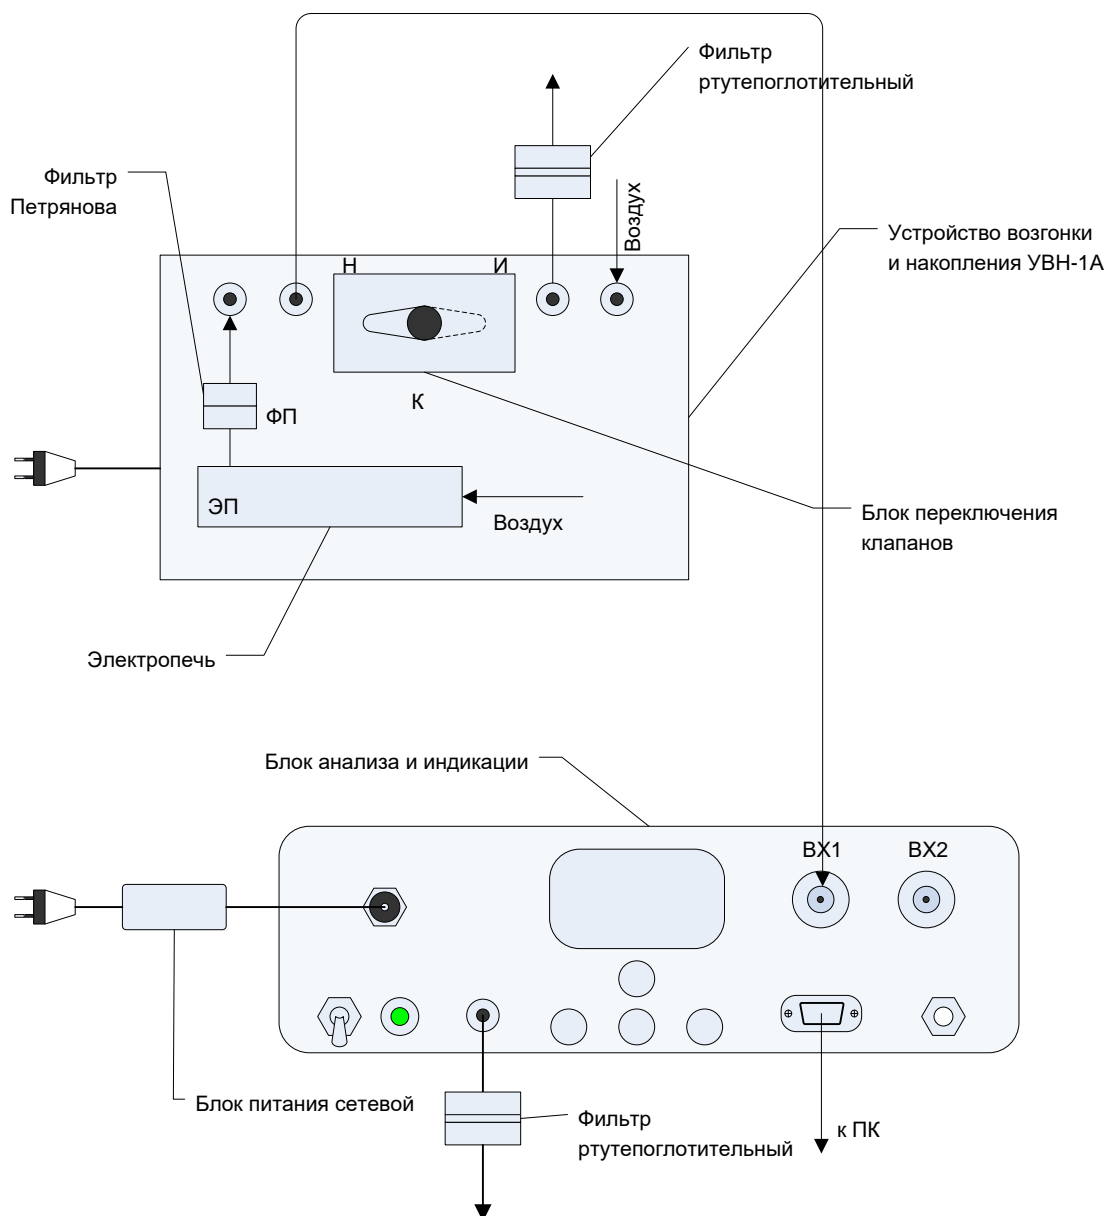 Фильтр
ртутепоглотительный
Фильтр
Петрянова
Воздух
Устройство возгонки
и накопления УВН-1А
Н
И
К
ФП
ЭП
Воздух
Блок переключения
клапанов
Электропечь
Блок анализа и индикации
ВХ1
ВХ2
Блок питания сетевой
Фильтр
ртутепоглотительный
к ПК